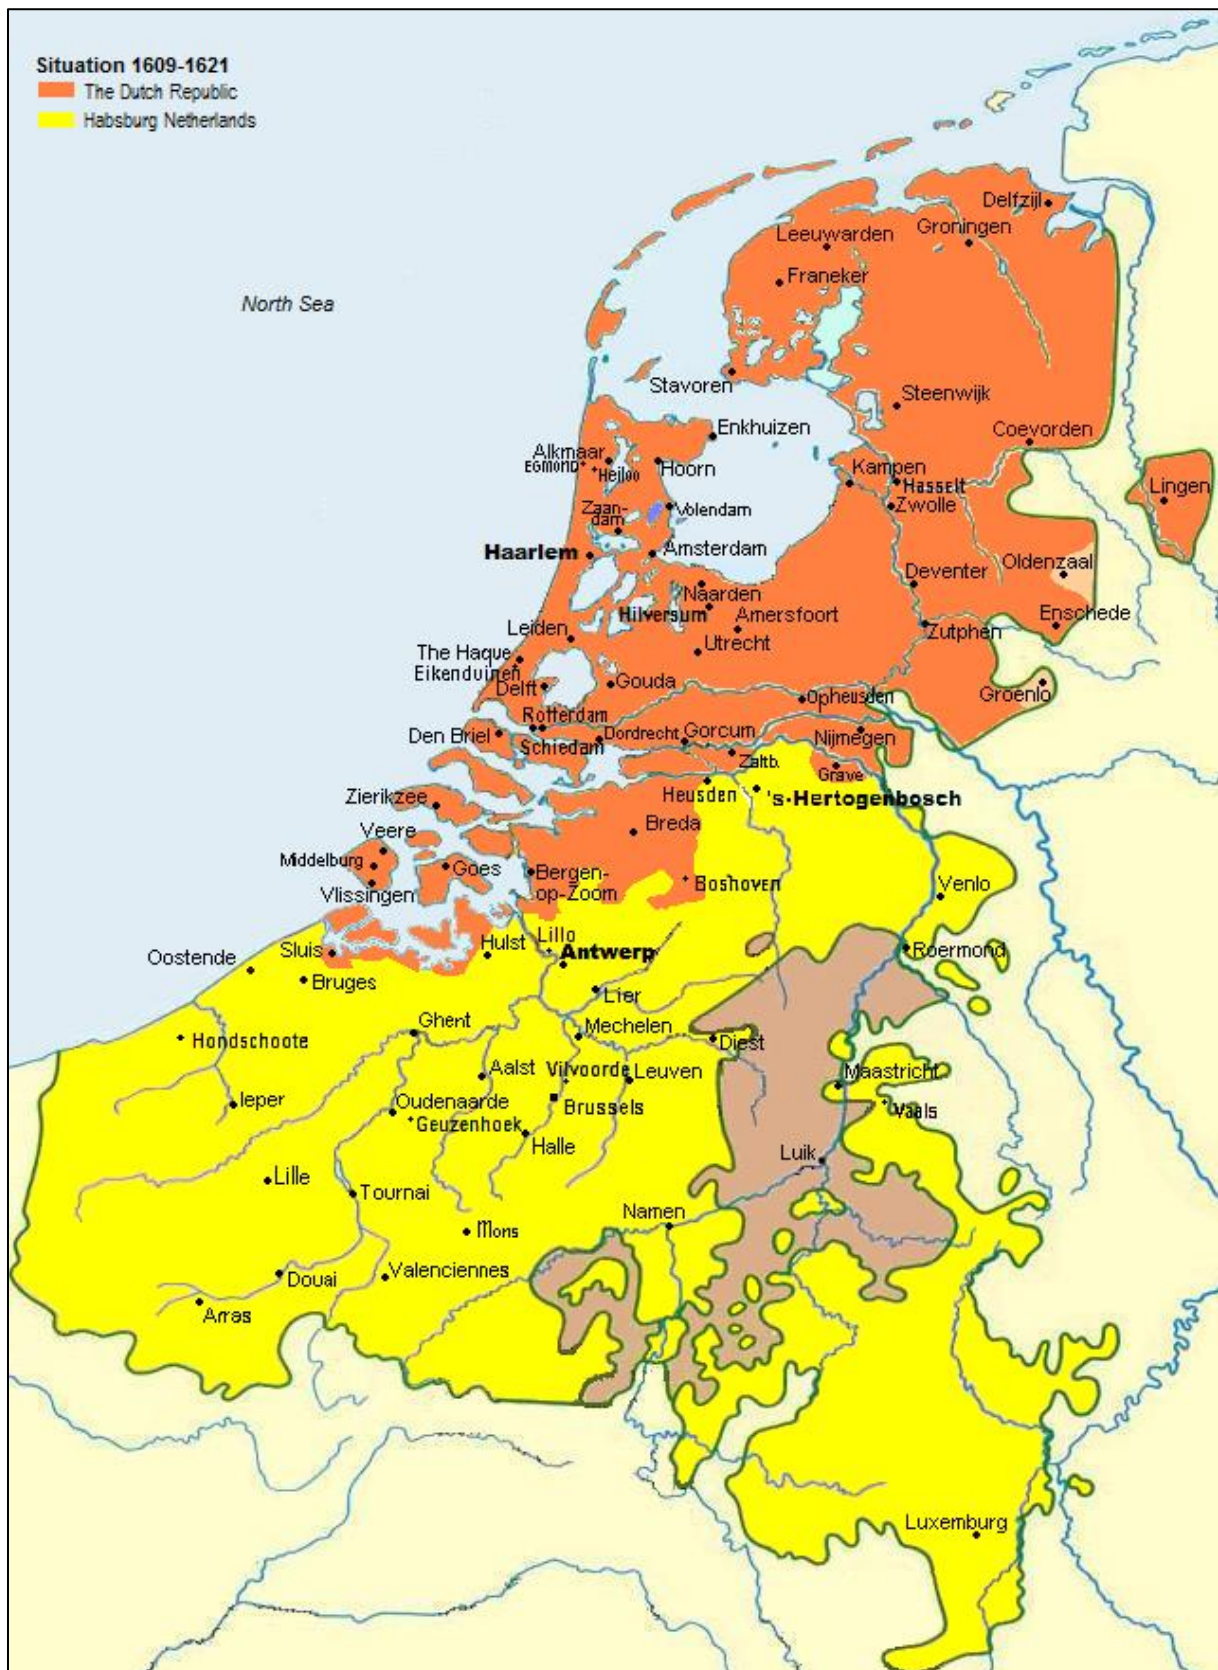 Situation 1609-1621
The Dutch Republic
Habsburg Netherlands
North Sea
Delfzijl
Groningen
Leeuwarden
Franeker
Stavoren
Steenwijk
Enkhuizen
Coevorden
Alkmaar
EGMOND
Heiloo
Hoorn
Kampen
Hasselt
Lingen
Zwolle
Zaan-
dam
Volendam
Haarlem
Amsterdam
Oldenzaal
Deventer
Naarden
Hilversum
Amersfoort
Enschede
Zutphen
Leiden
Utrecht
The Haque
Eikenduinen
Delft
Gouda
Groenlo
Opheusden
Rotterdam
Den Briel
Schiedam
Dordrecht
Gorcum
Nijmegen
Zaltb.
Grave
Heusden
's-Hertogenbosch
Zierikzee
Breda
Veere
Middelburg
Goes
Bergen-
op-Zoom
Boshoven
Vlissingen
Venlo
Lillo
Hulst
Sluis
Antwerp
Roermond
Oostende
Bruges
Lier
Ghent
Mechelen
Hondschoote
Diest
Aalst
Vilvoorde
Leuven
Maastricht
Ieper
Oudenaarde
Brussels
Vaals
Geuzenhoek
Halle
Luik
Lille
Tournai
Namen
Mons
Douai
Valenciennes
Arras
Luxemburg